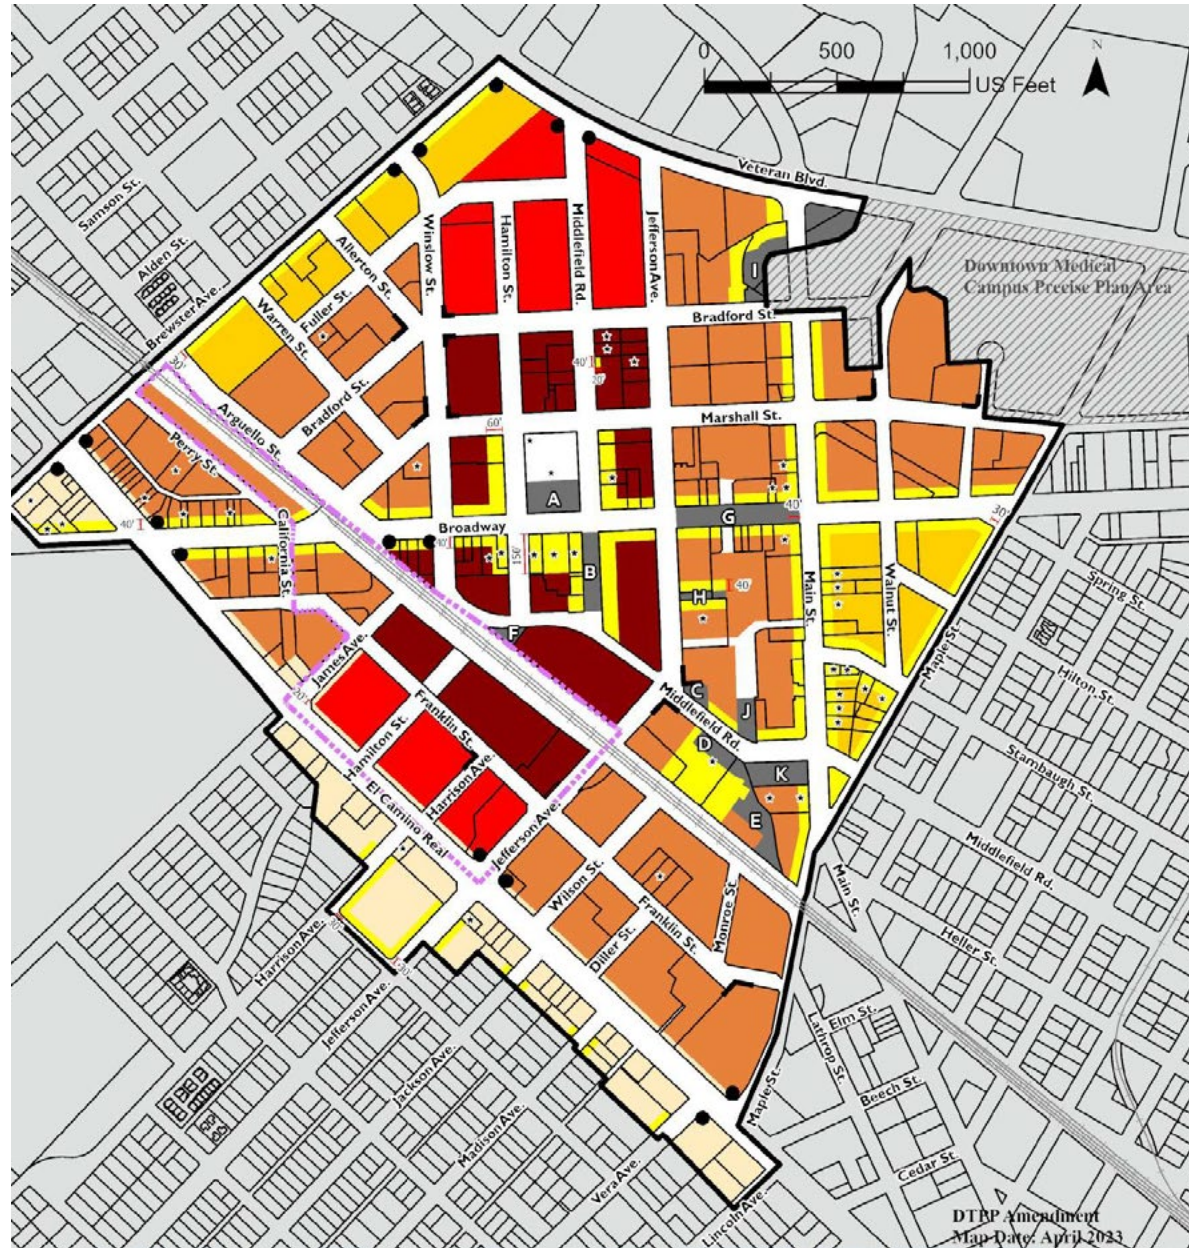 0 500 1,000
US Feet
N
Veteran Blvd.
Samson St.
Alden St.
Brewster Ave.
Allerton St.
Fuller St.
Warren St.
Winslow St.
Hamilton St.
Middlefield Rd.
Jefferson Ave.
I
Downtown Medical
Campus Precise Plan Area
Bradford St.
30'
Bradford St.
40'
20'
Marshall St.
Arguello St.
Perry St.
60'
A
40'
California St.
Broadway
40'
150'
G
40'
30'
B
H
40'
Main St.
Walnut St.
Spring St.
F
James Ave.
20'
C
J
Maple St.
Hilton St.
Franklin St.
Hamilton St.
Middlefield Rd.
D
K
Stambaugh St.
Harrison Ave.
El Camino Real
E
Jefferson Ave.
Middlefield Rd.
Wilson St.
Monroe St.
Main St.
Franklin St.
Diller St.
Heller St.
30'
Harrison Ave.
Jefferson Ave.
Lathrop St.
Elm St.
Jackson Ave.
Maple St.
Beech St.
Madison Ave.
Vera Ave.
Cedar St.
Lincoln Ave.
DTPP Amendment
Map Date: April 2023